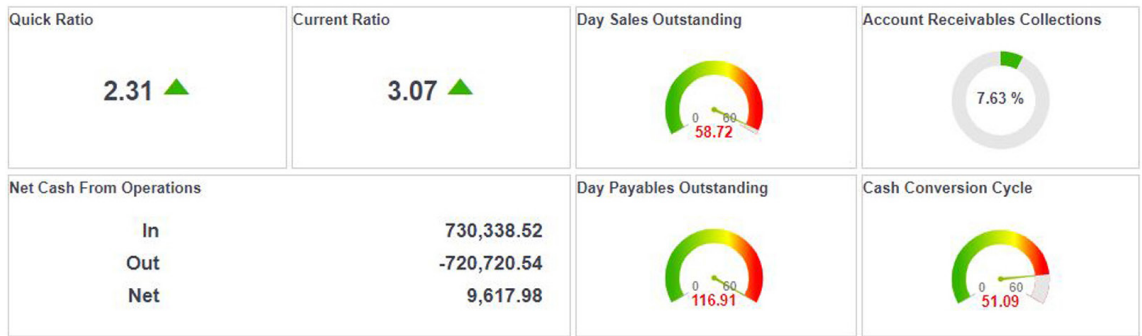 Quick Ratio
2.31
Current Ratio
3.07
Day Sales Outstanding
0 60
58.72
Account Receivables Collections
7.63 %
Net Cash From Operations
In 730,338.52
Out -720,720.54
Net 9,617.98
Day Payables Outstanding
0 60
116.91
Cash Conversion Cycle
0 60
51.09